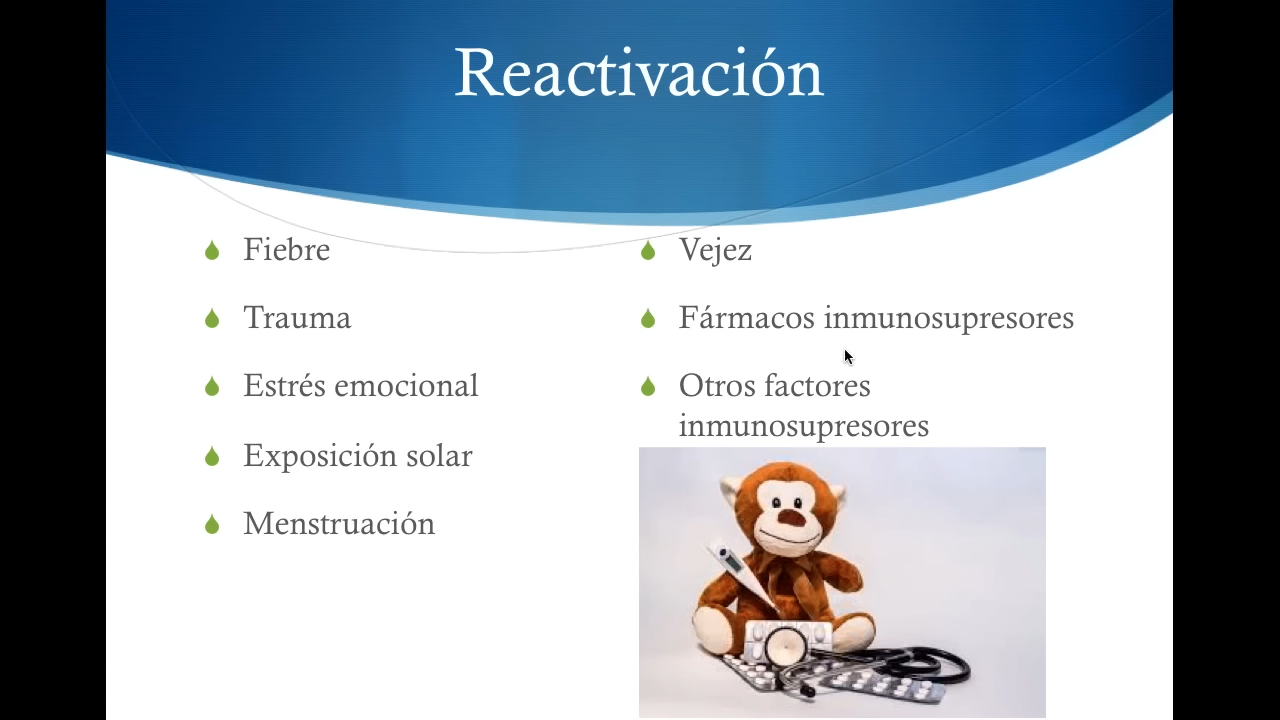 Reactivación
Fiebre
Trauma
Estrés emocional
Exposición solar
Menstruación
Vejez
Fármacos inmunosupresores
Otros factores
inmunosupresores